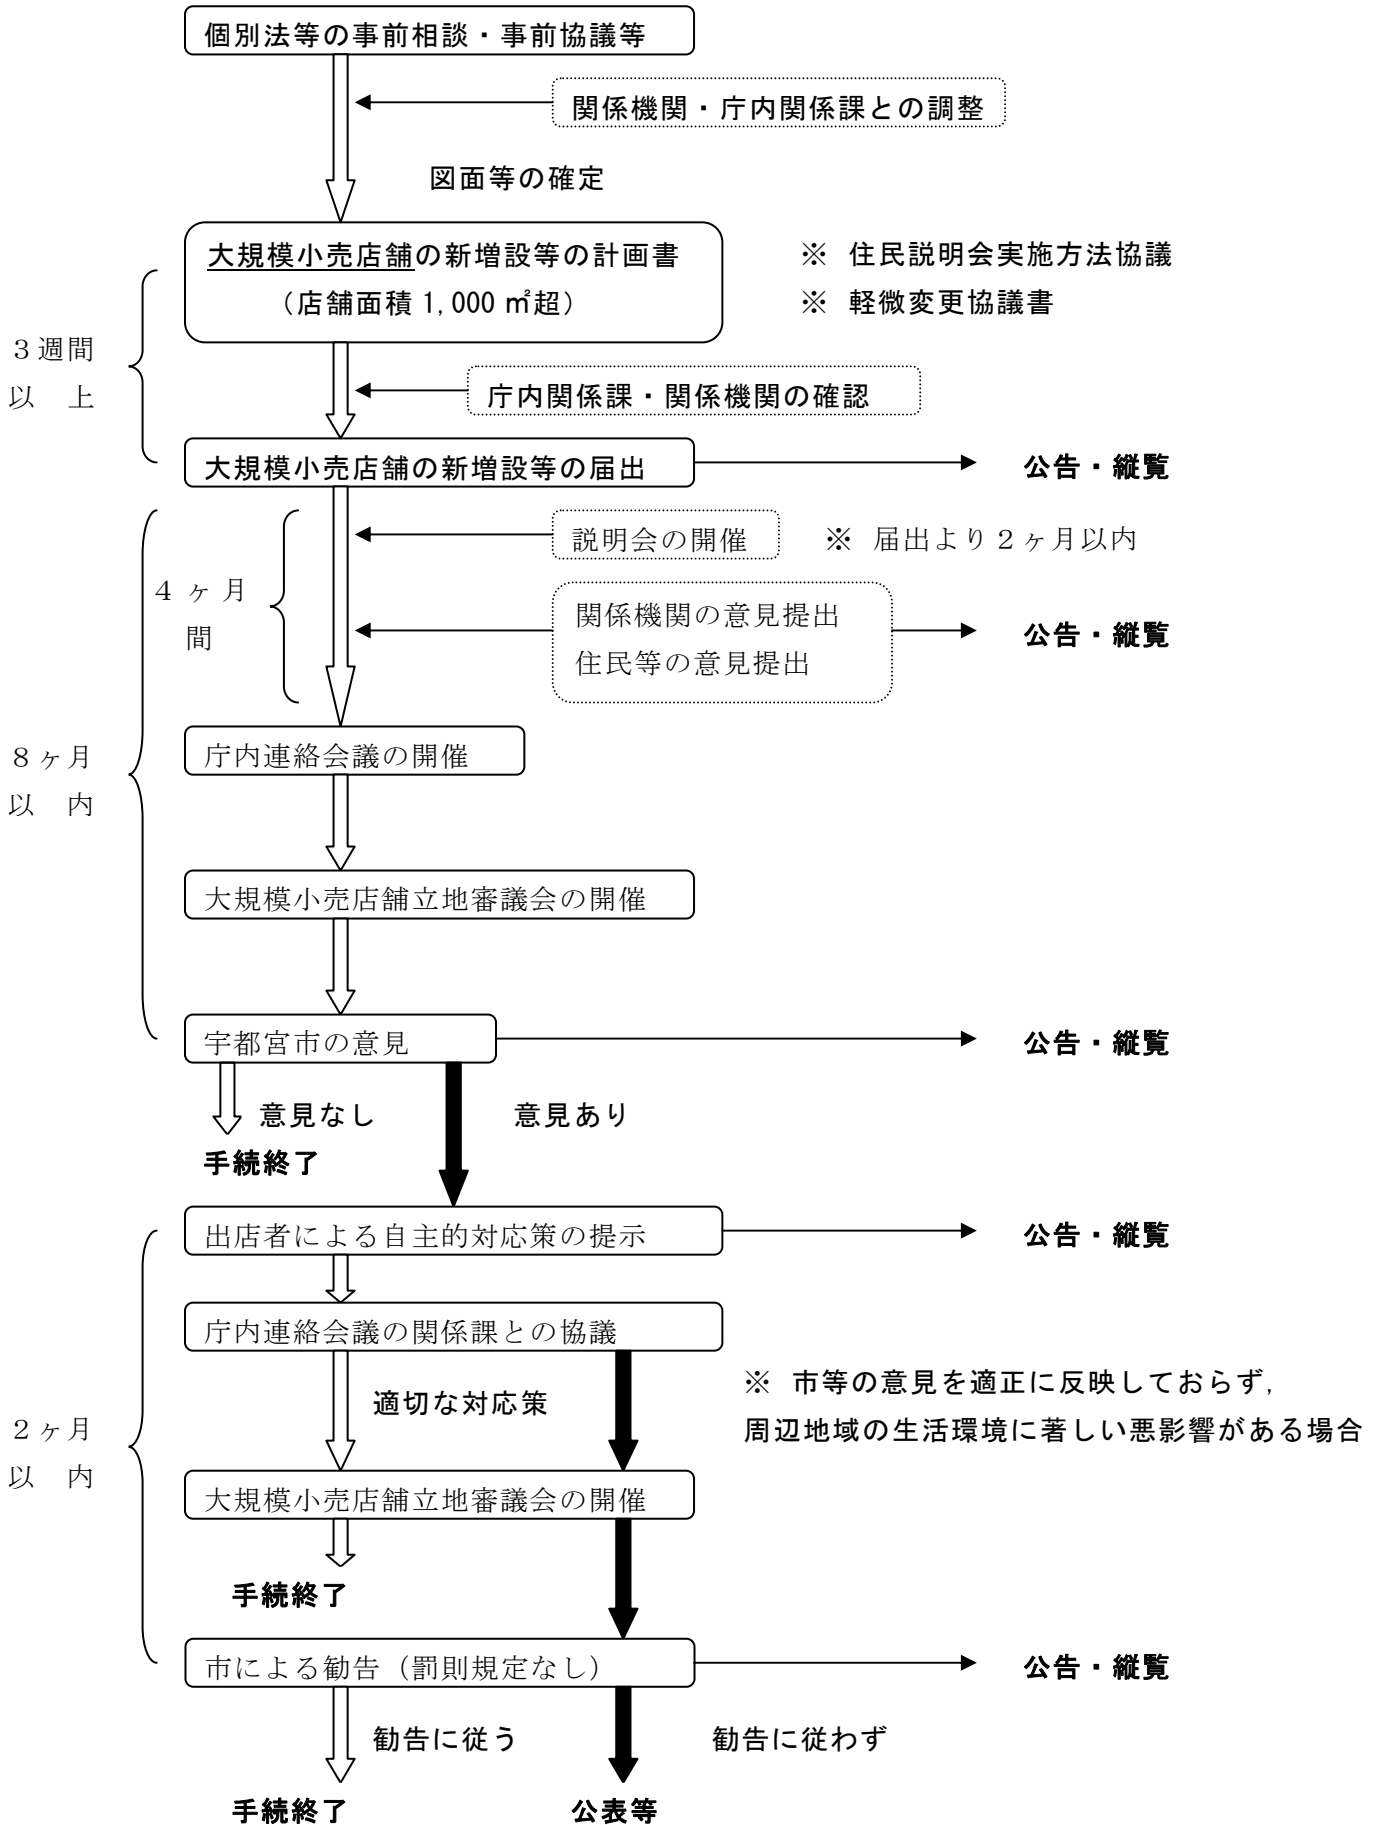 個別法等の事前相談・事前協議等
関係機関・庁内関係課との調整
図面等の確定
大規模小売店舗の新増設等の計画書
（店舗面積 1,000 ㎡超）
※ 住民説明会実施方法協議
※ 軽微変更協議書
３週間
以 上
庁内関係課・関係機関の確認
大規模小売店舗の新増設等の届出
公告・縦覧
説明会の開催
※ 届出より２ヶ月以内
４ヶ月
間
関係機関の意見提出
住民等の意見提出
公告・縦覧
庁内連絡会議の開催
８ヶ月
以 内
大規模小売店舗立地審議会の開催
宇都宮市の意見
公告・縦覧
意見なし
意見あり
手続終了
出店者による自主的対応策の提示
公告・縦覧
庁内連絡会議の関係課との協議
適切な対応策
※ 市等の意見を適正に反映しておらず，
周辺地域の生活環境に著しい悪影響がある場合
２ヶ月
以 内
大規模小売店舗立地審議会の開催
手続終了
市による勧告（罰則規定なし）
公告・縦覧
勧告に従う
勧告に従わず
手続終了
公表等